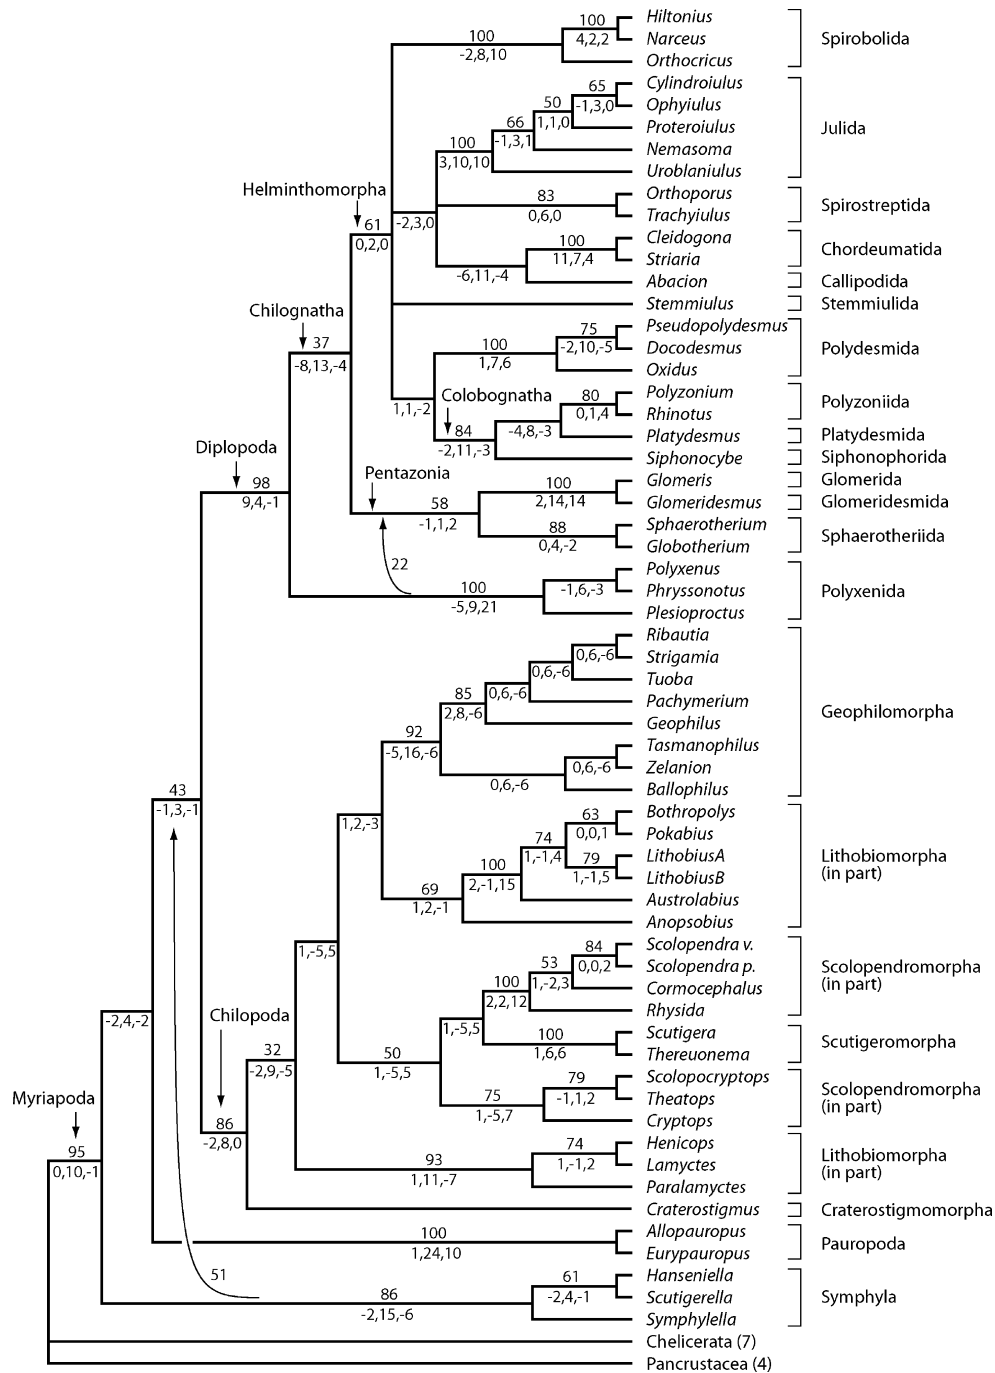 Hiltonius
100
Narceus
4,2,2
Spirobolida
100
-2,8,10
Orthocricus
Cylindroiulus
65
Ophyiulus
-1,3,0
50
Proteroiulus
1,1,0
Julida
66
Nemasoma
-1,3,1
100
3,10,10
Uroblaniulus
Helminthomorpha
61
0,2,0
-2,3,0
Orthoporus
83
0,6,0
Trachyiulus
Spirostreptida
Cleidogona
100
11,7,4
Striaria
Chordeumatida
-6,11,-4
Abacion
Callipodida
Stemmiulus
Stemmiulida
Chilognatha
37
-8,13,-4
Pseudopolydesmus
75
-2,10,-5
Docodesmus
Polydesmida
100
1,7,6
Oxidus
1,1,-2
Colobognatha
84
-2,11,-3
Polyzonium
80
0,1,4
Rhinotus
Polyzoniida
-4,8,-3
Platydesmus
Platydesmida
Siphonocybe
Siphonophorida
Diplopoda
98
9,4,-1
Pentazonia
58
-1,1,2
Glomeris
Glomerida
100
2,14,14
Glomeridesmus
Glomeridesmida
Sphaerotherium
88
0,4,-2
Globotherium
Sphaerotheriida
22
Polyxenus
-1,6,-3
Phryssonotus
Polyxenida
100
-5,9,21
Plesioproctus
Ribautia
0,6,-6
Strigamia
0,6,-6
Tuoba
0,6,-6
Pachymerium
85
2,8,-6
Geophilus
Geophilomorpha
92
-5,16,-6
Tasmanophilus
0,6,-6
Zelanion
0,6,-6
Ballophilus
43
-1,3,-1
1,2,-3
Bothropolys
63
0,0,1
Pokabius
74
1,-1,4
LithobiusA
79
1,-1,5
LithobiusB
Lithobiomorpha
(in part)
100
2,-1,15
Austrolabius
69
1,2,-1
Anopsobius
1,-5,5
Scolopendra v.
84
0,0,2
Scolopendra p.
53
1,-2,3
Cormocephalus
Scolopendromorpha
(in part)
100
2,2,12
Rhysida
-2,4,-2
Chilopoda
1,-5,5
Scutigera
100
1,6,6
Thereuonema
Scutigeromorpha
32
-2,9,-5
50
1,-5,5
Scolopocryptops
79
-1,1,2
Theatops
75
1,-5,7
Cryptops
Scolopendromorpha
(in part)
Myriapoda
95
0,10,-1
86
-2,8,0
Henicops
74
1,-1,2
Lamyctes
93
1,11,-7
Paralamyctes
Lithobiomorpha
(in part)
Craterostigmus
Craterostigmomorpha
Allopauropus
100
1,24,10
Eurypauropus
Pauropoda
51
Hanseniella
61
-2,4,-1
Scutigerella
86
-2,15,-6
Symphylella
Symphyla
Chelicerata (7)
Pancrustacea (4)